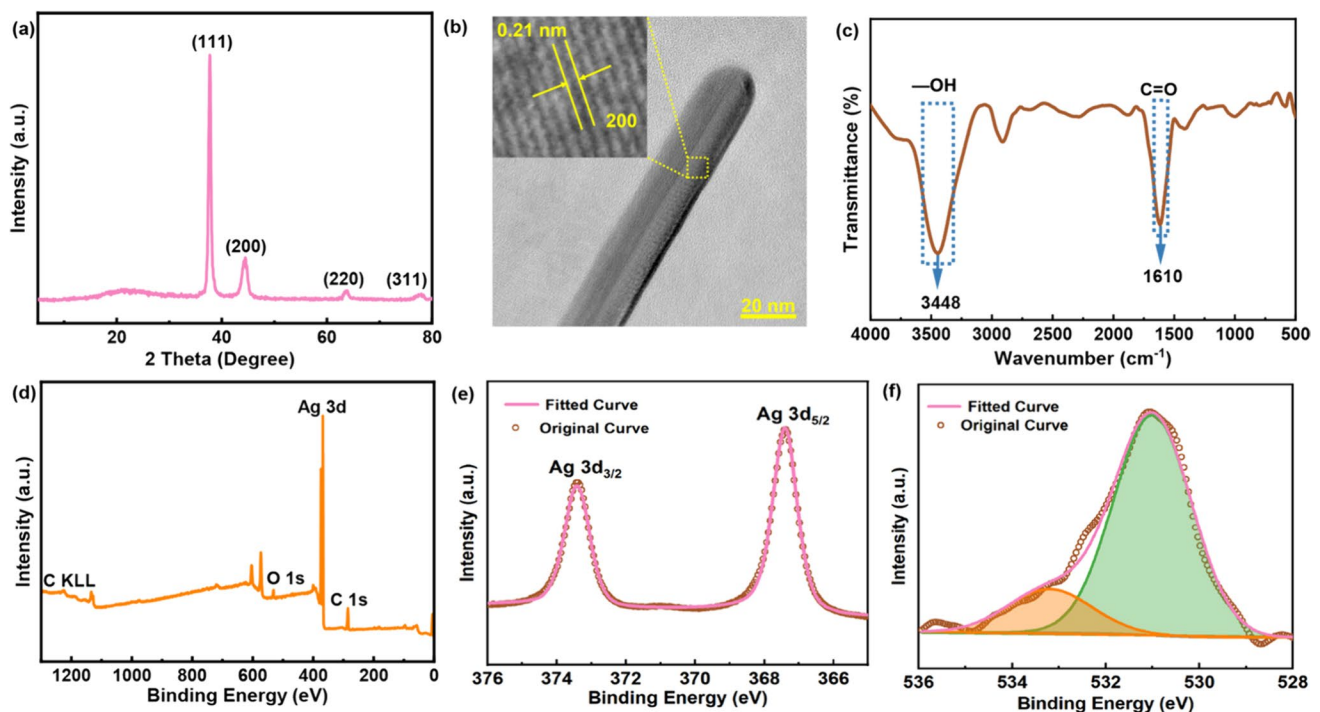 (a)
(111)
(200)
(220)
(311)
Intensity (a.u.)
20
40
60
80
2 Theta (Degree)
(b)
0.21 nm
200
20 nm
(c)
—OH
C=O
3448
1610
Transmittance (%)
4000
3500
3000
2500
2000
1500
1000
500
Wavenumber (cm⁻¹)
(d)
Ag 3d
C KLL
O 1s
C 1s
Intensity (a.u.)
1200
1000
800
600
400
200
0
Binding Energy (eV)
(e)
Fitted Curve
Original Curve
Ag 3d₃/₂
Ag 3d₅/₂
Intensity (a.u.)
376
374
372
370
368
366
Binding Energy (eV)
(f)
Fitted Curve
Original Curve
Intensity (a.u.)
536
534
532
530
528
Binding Energy (eV)